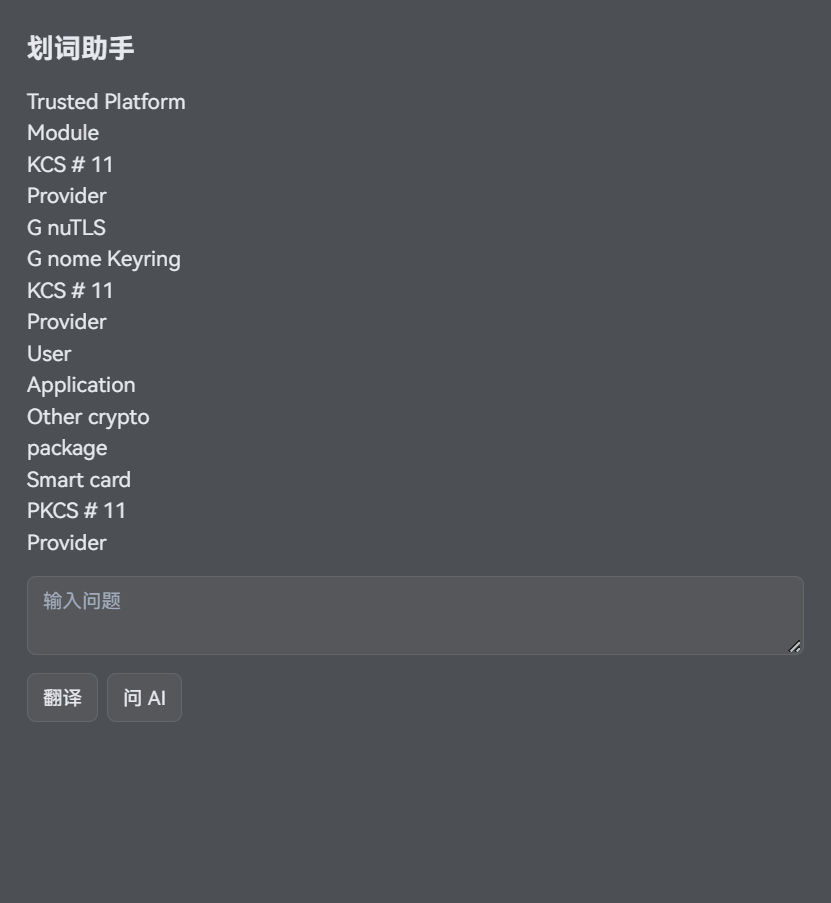 划词助手
Trusted Platform
Module
KCS # 11
Provider
G nuTLS
G nome Keyring
KCS # 11
Provider
User
Application
Other crypto
package
Smart card
PKCS # 11
Provider
输入问题
翻译
问 AI